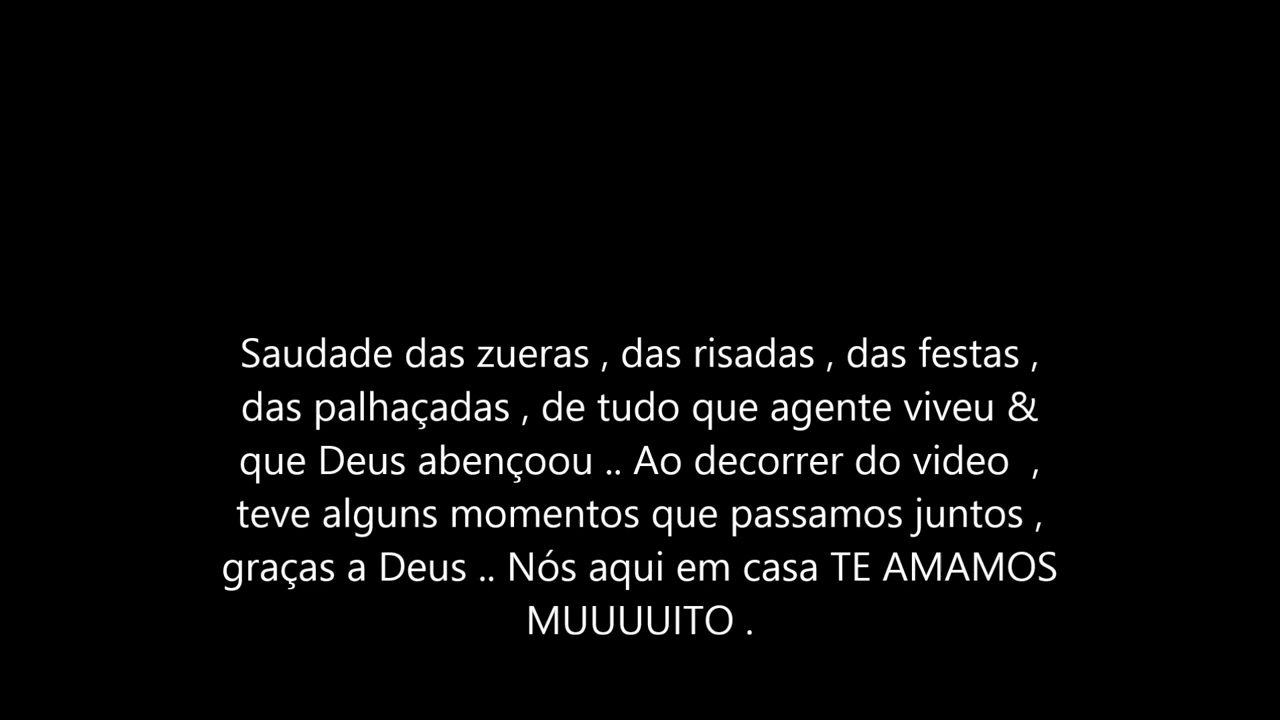 Saudade das zueras , das risadas , das festas ,
das palhaçadas , de tudo que agente viveu &
que Deus abençoou .. Ao decorrer do video  ,
teve alguns momentos que passamos juntos ,
graças a Deus .. Nós aqui em casa TE AMAMOS
MUUUUITO .